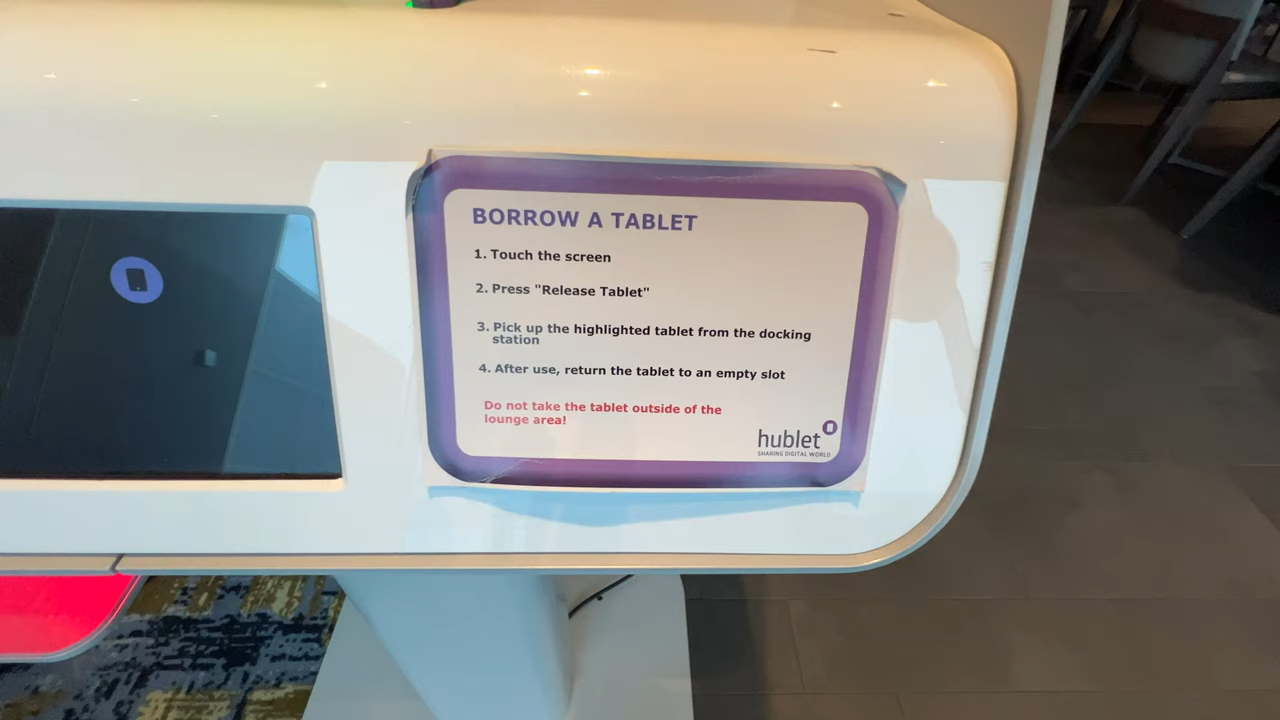 BORROW A TABLET
1. Touch the screen
2. Press "Release Tablet"
3. Pick up the highlighted tablet from the docking
station
4. After use, return the tablet to an empty slot
Do not take the tablet outside of the
lounge area!
hublet
SHARING DIGITAL WORLD